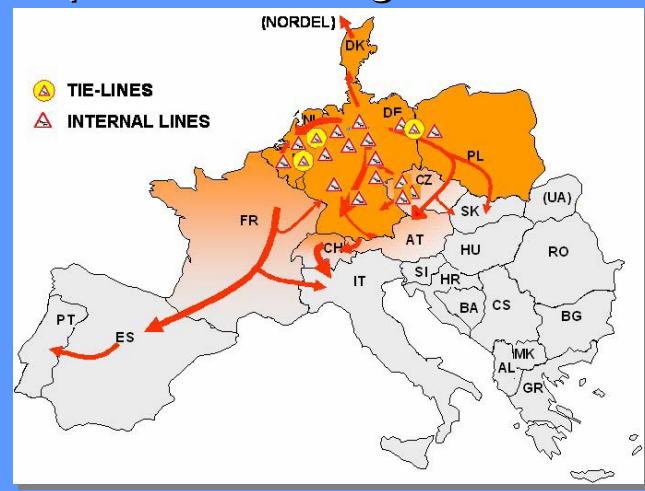 (NORDEL)
DK
TIE-LINES
INTERNAL LINES
NL
DE
PL
CZ
SK
(UA)
FR
CH
AT
HU
RO
IT
SI
HR
BA
CS
BG
PT
ES
MK
AL
GR